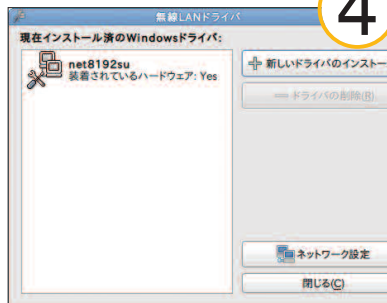 4
無線LANドライバ
現在インストール済のWindowsドライバ:
net8192su
装着されているハードウェア: Yes
新しいドライバのインストー
ドライバの削除(R)
ネットワーク設定
閉じる(C)